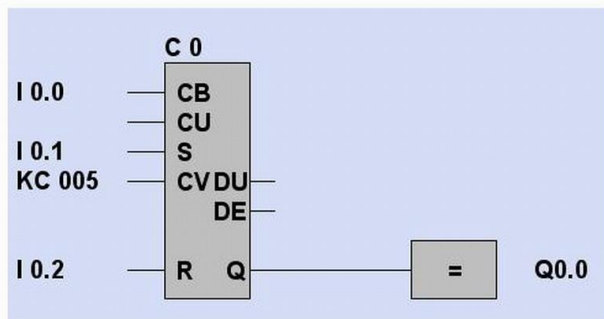 C 0
I 0.0 CB
CU
I 0.1 S
KC 005 CV DU
DE
I 0.2 R Q = Q0.0